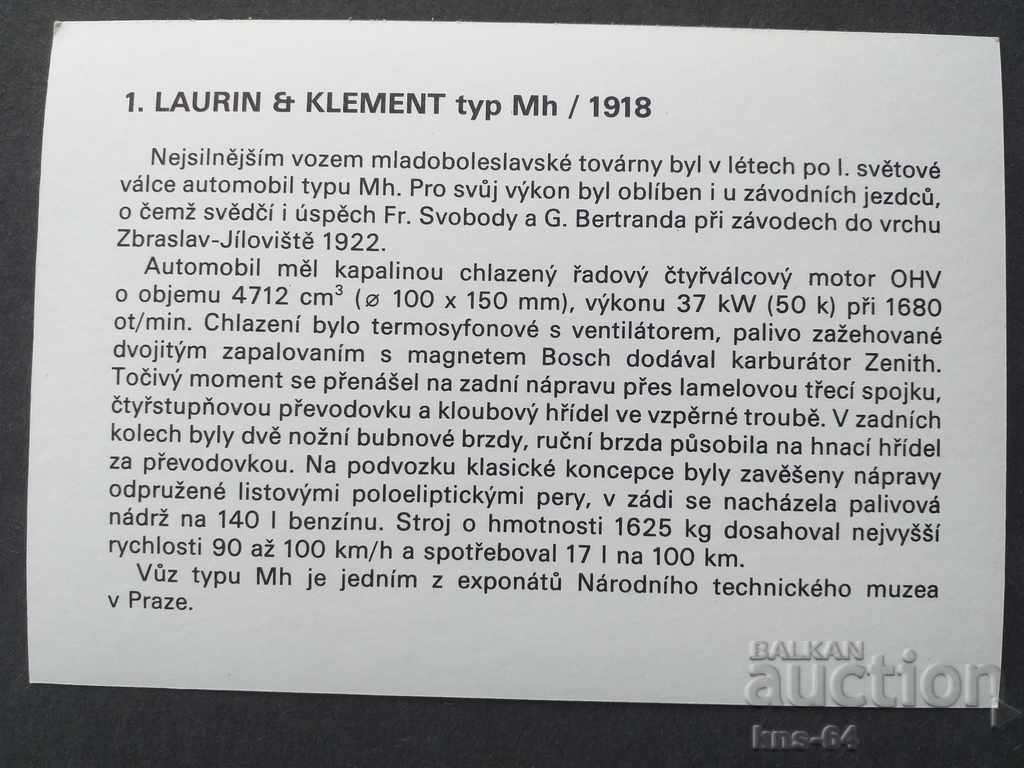 1. LAURIN & KLEMENT typ Mh / 1918
Nejsilnějším vozem mladoboleslavské továrny byl v létech po I. světové
válce automobil typu Mh. Pro svůj výkon byl oblíben i u závodních jezdců,
o čemž svědčí i úspěch Fr. Svobody a G. Bertranda při závodech do vrchu
Zbraslav-Jíloviště 1922.
Automobil měl kapalinou chlazený řadový čtyřválcový motor OHV
o objemu 4712 cm³ (ø 100 x 150 mm), výkonu 37 kW (50 k) při 1680
ot/min. Chlazení bylo termosyfonové s ventilátorem, palivo zažehované
dvojitým zapalovaním s magnetem Bosch dodával karburátor Zenith.
Točivý moment se přenášel na zadní nápravu přes lamelovou třecí spojku,
čtyřstupňovou převodovku a kloubový hřídel ve vzpěrné troubě. V zadních
kolech byly dvě nožní bubnové brzdy, ruční brzda působila na hnací hřídel
za převodovkou. Na podvozku klasické koncepce byly zavěšeny nápravy
odpružené listovými poloeliptickými pery, v zádi se nacházela palivová
nádrž na 140 l benzínu. Stroj o hmotnosti 1625 kg dosahoval nejvyšší
rychlosti 90 až 100 km/h a spotřeboval 17 l na 100 km.
Vůz typu Mh je jedním z exponátů Národního technického muzea
v Praze.
BALKAN
auction
kns-64